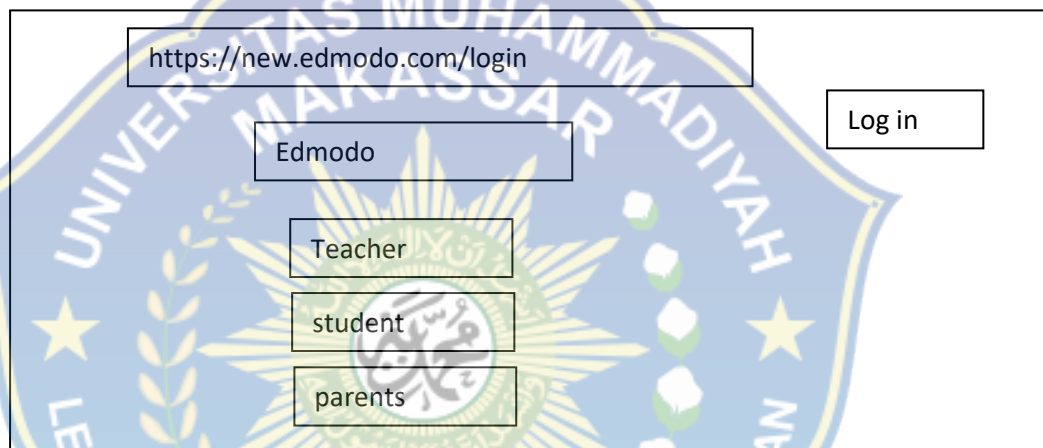 https://new.edmodo.com/login
Log in
Edmodo
Teacher
student
parents
UNIVERSITAS MUHAMMADIYAH
MAKASSAR